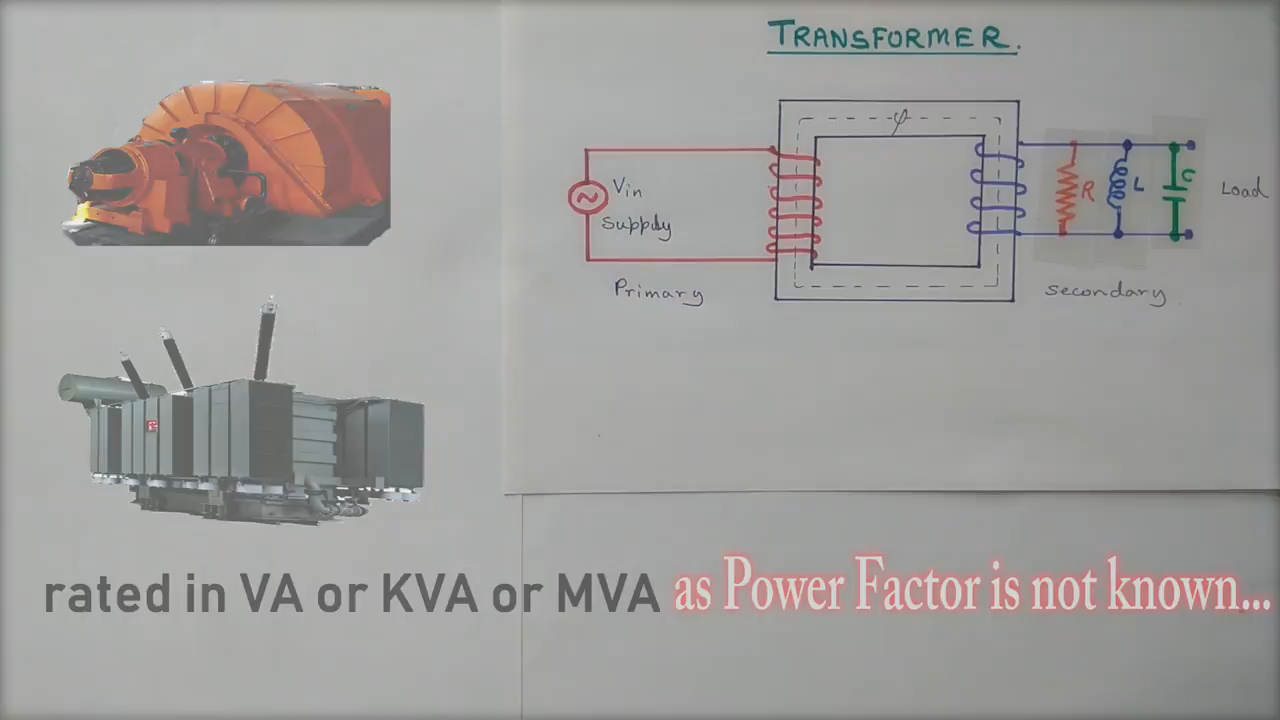 TRANSFORMER.
φ
Vin
Supply
R
L
C
Load
Primary
Secondary
rated in VA or KVA or MVA as Power Factor is not known...